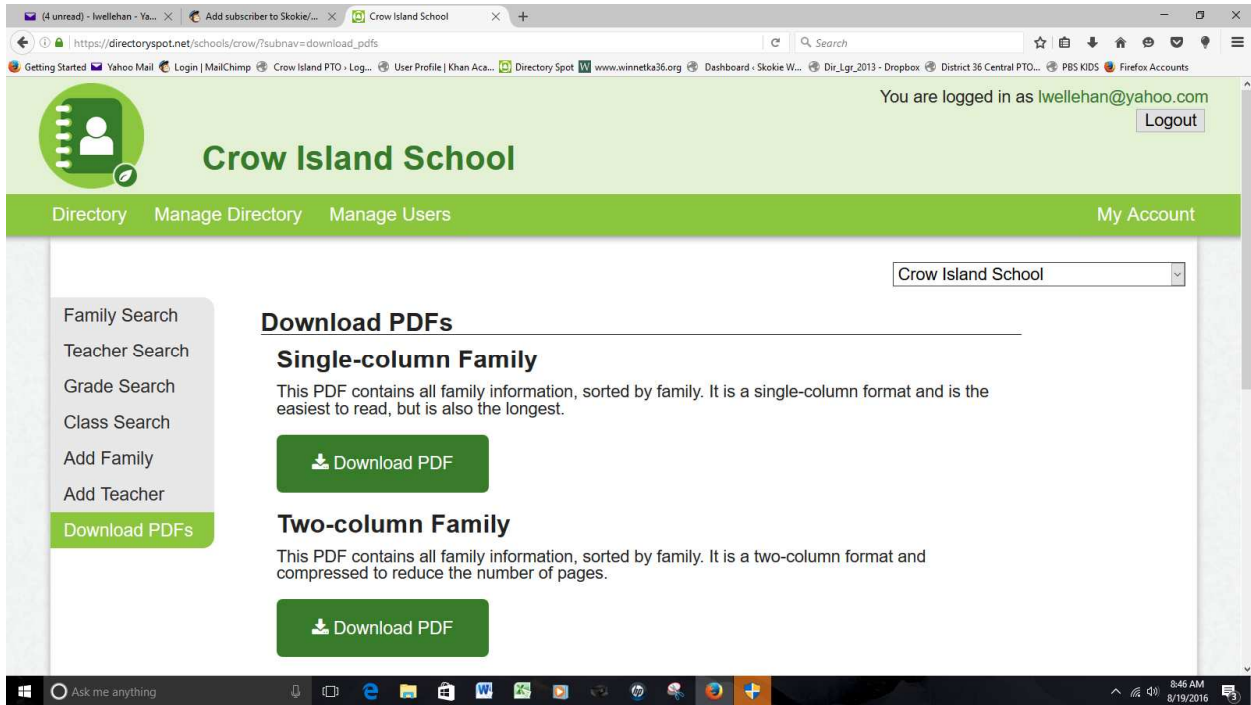 (4 unread) - lwellehan - Ya...
Add subscriber to Skokie/...
Crow Island School
https://directoryspot.net/schools/crow/?subnav=download_pdfs
Search
Getting Started Yahoo Mail Login | MailChimp Crow Island PTO › Log... User Profile | Khan Aca... Directory Spot www.winnetka36.org Dashboard ‹ Skokie W... Dir_Lgr_2013 - Dropbox District 36 Central PTO... PBS KIDS Firefox Accounts
You are logged in as lwellehan@yahoo.com
Logout
Crow Island School
Directory Manage Directory Manage Users My Account
Crow Island School
Family Search
Teacher Search
Grade Search
Class Search
Add Family
Add Teacher
Download PDFs
Download PDFs
Single-column Family
This PDF contains all family information, sorted by family. It is a single-column format and is the
easiest to read, but is also the longest.
Download PDF
Two-column Family
This PDF contains all family information, sorted by family. It is a two-column format and
compressed to reduce the number of pages.
Download PDF
Ask me anything
8:46 AM
8/19/2016
3